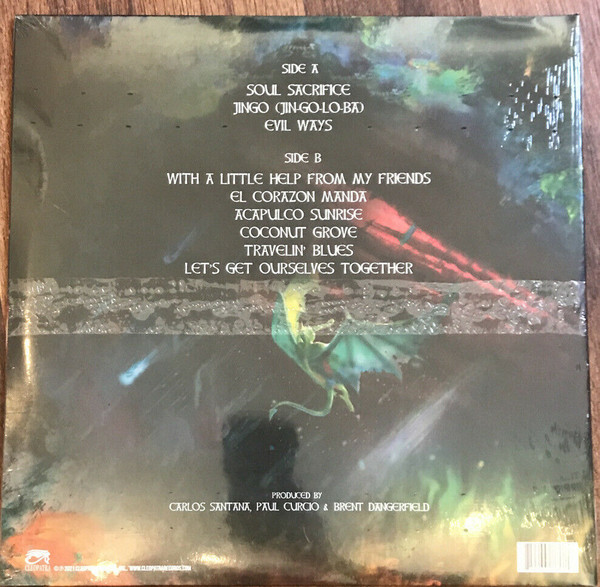 SIDE A
SOUL SACRIFICE
JINGO (JIN-GO-LO-BA)
EVIL WAYS
SIDE B
WITH A LITTLE HELP FROM MY FRIENDS
EL CORAZON MANDA
ACAPULCO SUNRISE
COCONUT GROVE
TRAVELIN' BLUES
LET'S GET OURSELVES TOGETHER
PRODUCED BY
CARLOS SANTANA, PAUL CURCIO & BRENT DANGERFIELD
CLEOPATRA